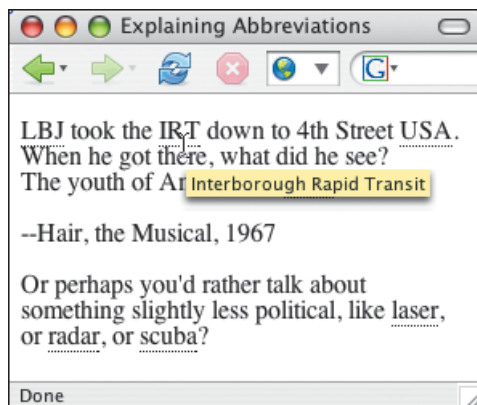 Explaining Abbreviations
G
LBJ took the IRT down to 4th Street USA.
When he got there, what did he see?
The youth of
Interborough Rapid Transit
--Hair, the Musical, 1967
Or perhaps you'd rather talk about
something slightly less political, like laser,
or radar, or scuba?
Done